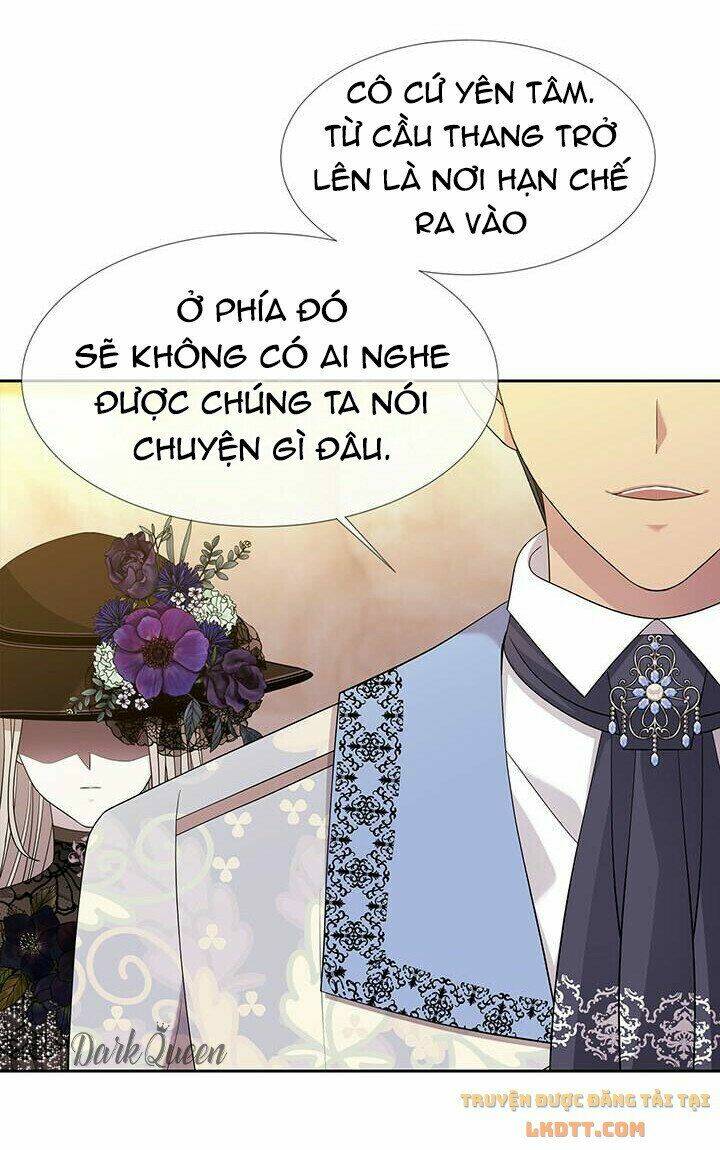 CÔ CỨ YÊN TÂM.
TỪ CẦU THANG TRỞ
LÊN LÀ NƠI HẠN CHẾ
RA VÀO
Ở PHÍA ĐÓ
SẼ KHÔNG CÓ AI NGHE
ĐƯỢC CHÚNG TA NÓI
CHUYỆN GÌ ĐÂU.
DarkQueen
TRUYỆN ĐƯỢC ĐĂNG TẢI TẠI
LKDTT.COM